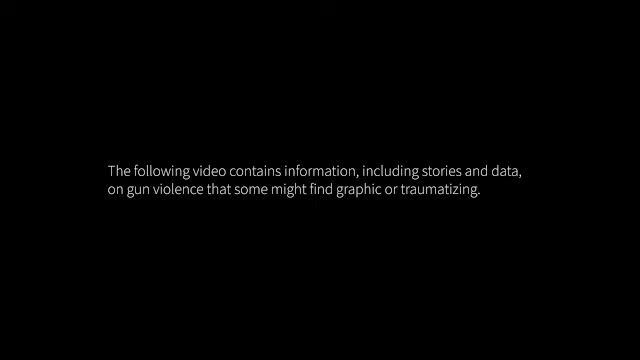 The following video contains information, including stories and data,
on gun violence that some might find graphic or traumatizing.